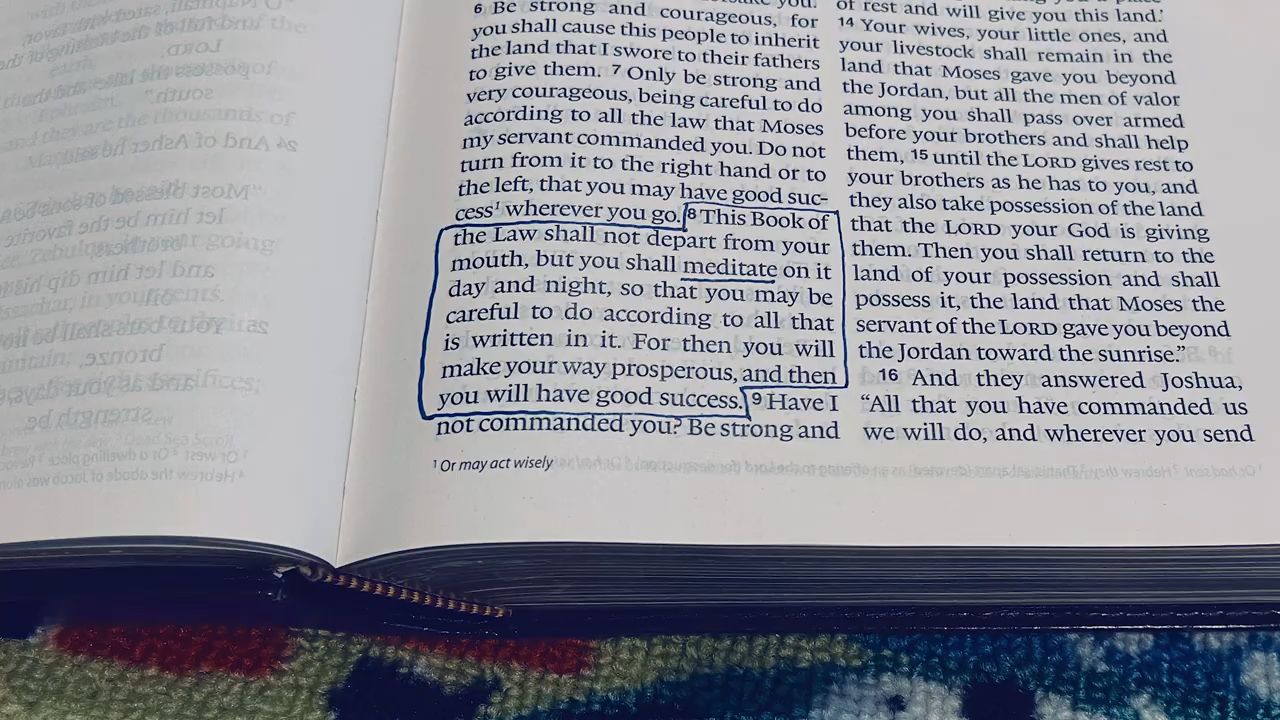 6 Be strong and courageous, for
you shall cause this people to inherit
the land that I swore to their fathers
to give them. 7 Only be strong and
very courageous, being careful to do
according to all the law that Moses
my servant commanded you. Do not
turn from it to the right hand or to
the left, that you may have good suc-
cess¹ wherever you go. 8 This Book of
the Law shall not depart from your
mouth, but you shall meditate on it
day and night, so that you may be
careful to do according to all that
is written in it. For then you will
make your way prosperous, and then
you will have good success. 9 Have I
not commanded you? Be strong and
¹ Or may act wisely
of rest and will give you this land.'
14 Your wives, your little ones, and
your livestock shall remain in the
land that Moses gave you beyond
the Jordan, but all the men of valor
among you shall pass over armed
before your brothers and shall help
them, 15 until the LORD gives rest to
your brothers as he has to you, and
they also take possession of the land
that the LORD your God is giving
them. Then you shall return to the
land of your possession and shall
possess it, the land that Moses the
servant of the LORD gave you beyond
the Jordan toward the sunrise.”
16 And they answered Joshua,
“All that you have commanded us
we will do, and wherever you send